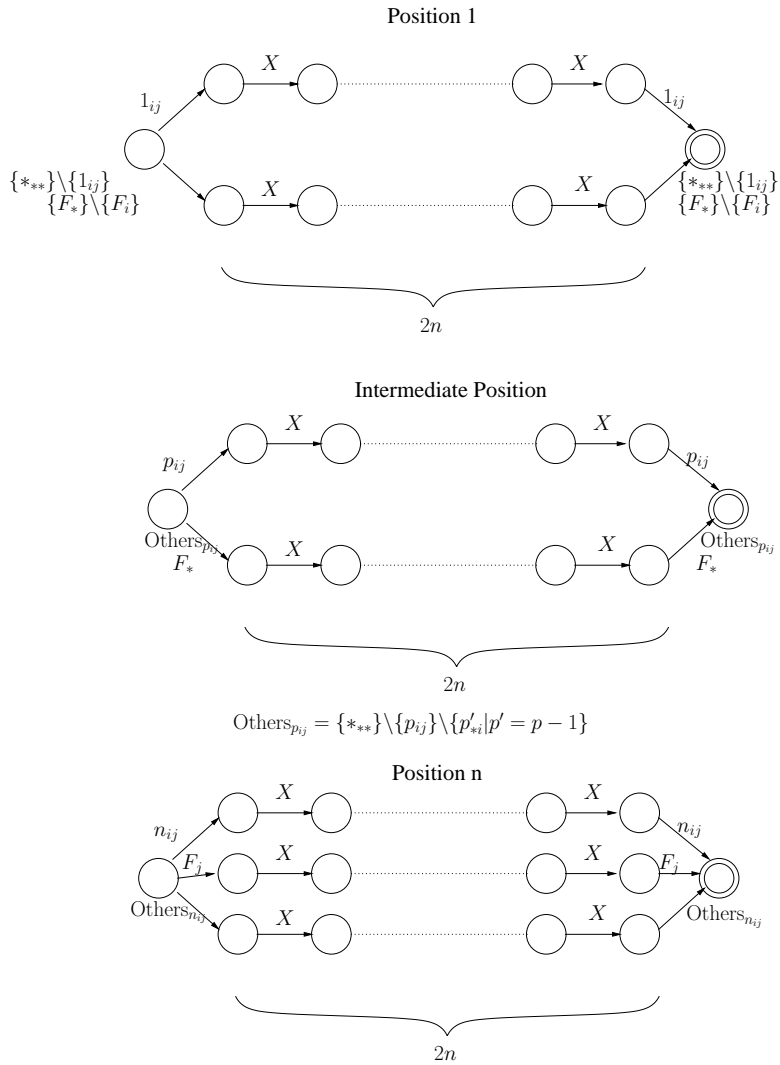 Position 1
X X
1_{ij} 1_{ij}
{*_{**}}\{1_{ij}} {*_{**}}\{1_{ij}}
{F_*}\{F_i} X X {F_*}\{F_i}
2n
Intermediate Position
X X
p_{ij} p_{ij}
Others_{p_{ij}} Others_{p_{ij}}
F_* X X F_*
2n
Others_{p_{ij}} = {*_{**}}\{p_{ij}}\{p'_{*i}|p' = p − 1}
Position n
X X
n_{ij} n_{ij}
F_j X X F_j
Others_{n_{ij}} X X Others_{n_{ij}}
2n